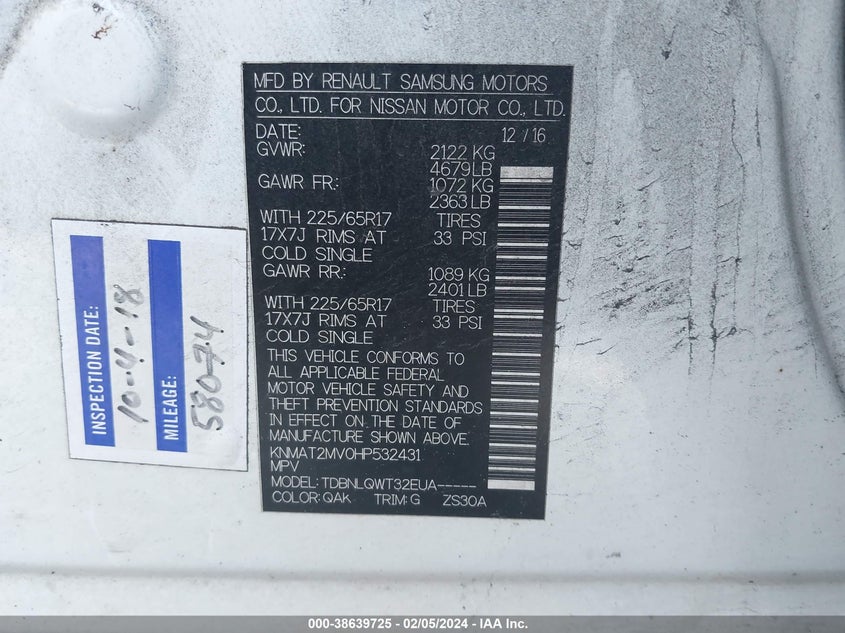 MFD BY RENAULT SAMSUNG MOTORS
CO., LTD. FOR NISSAN MOTOR CO., LTD.
DATE: 12 / 16
GVWR: 2122 KG
4679 LB
GAWR FR.: 1072 KG
2363 LB
WITH 225/65R17 TIRES
17X7J RIMS AT 33 PSI
COLD SINGLE
GAWR RR.: 1089 KG
2401 LB
WITH 225/65R17 TIRES
17X7J RIMS AT 33 PSI
COLD SINGLE
THIS VEHICLE CONFORMS TO
ALL APPLICABLE FEDERAL
MOTOR VEHICLE SAFETY AND
THEFT PREVENTION STANDARDS
IN EFFECT ON THE DATE OF
MANUFACTURE SHOWN ABOVE.
KNMAT2MV0HP532431
MPV
MODEL: TDBNLQWT32EUA-----
COLOR: QAK TRIM: G ZS30A
INSPECTION DATE:
10-4-18
MILEAGE:
58074
000-38639725 - 02/05/2024 - IAA Inc.